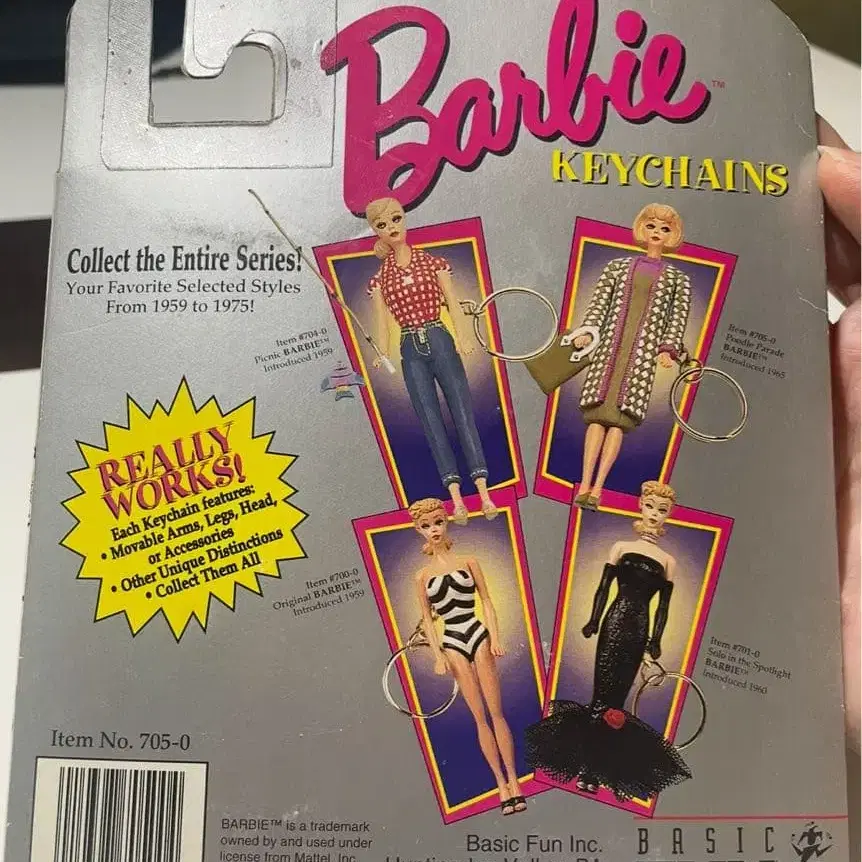 Barbie™
KEYCHAINS
Collect the Entire Series!
Your Favorite Selected Styles
From 1959 to 1975!
Item #704-0
Picnic BARBIE™
Introduced 1959
Item #705-0
Poodle Parade
BARBIE™
Introduced 1965
REALLY
WORKS!
Each Keychain features:
• Movable Arms, Legs, Head,
or Accessories
• Other Unique Distinctions
• Collect Them All
Item #700-0
Original BARBIE™
Introduced 1959
Item #701-0
Solo in the Spotlight
BARBIE™
Introduced 1960
Item No. 705-0
BARBIE™ is a trademark
owned by and used under
license from Mattel, Inc.
Basic Fun Inc.
BASIC